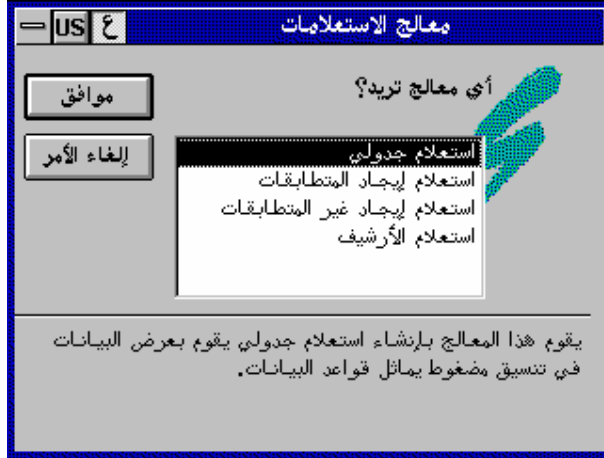 معالج الاستعلامات
ع US
أي معالج تريد؟
موافق
إلغاء الأمر
استعلام جدولي
استعلام إيجاد المتطابقات
استعلام إيجاد غير المتطابقات
استعلام الأرشيف
يقوم هذا المعالج بإنشاء استعلام جدولي يقوم بعرض البيانات
في تنسيق مضغوط يماثل قواعد البيانات.